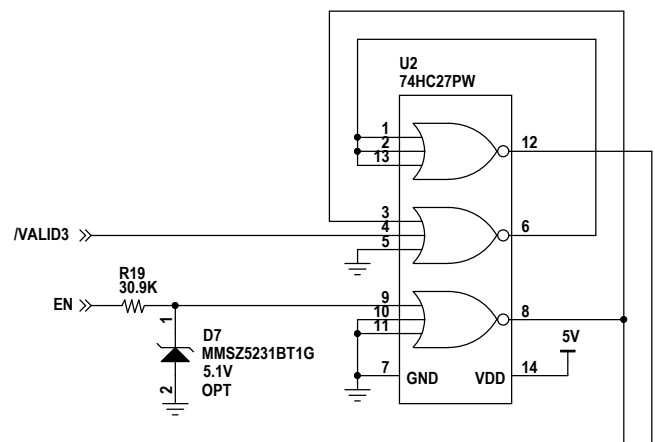 U2
74HC27PW
1
2
13
12
3
4
5
6
/VALID3
R19
30.9K
EN
9
10
11
8
1
D7
MMSZ5231BT1G
5.1V
OPT
2
5V
7
GND
VDD
14